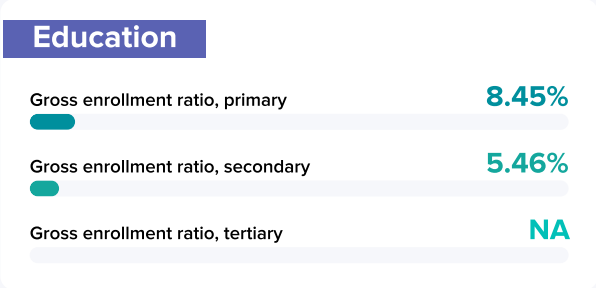 Education
Gross enrollment ratio, primary 8.45%
Gross enrollment ratio, secondary 5.46%
Gross enrollment ratio, tertiary NA